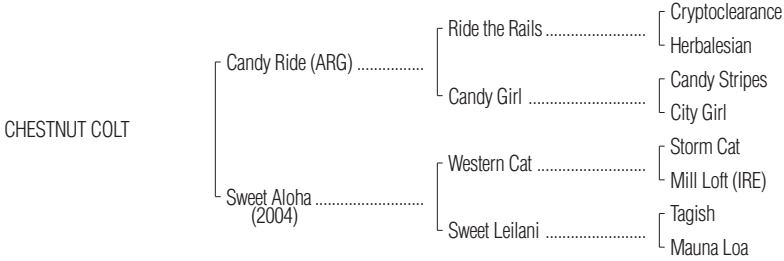 Cryptoclearance
Ride the Rails ........................
Herbalesian
Candy Ride (ARG) ................
Candy Stripes
Candy Girl ............................
City Girl
CHESTNUT COLT
Storm Cat
Western Cat ..........................
Mill Loft (IRE)
Sweet Aloha ..........................
(2004)
Tagish
Sweet Leilani ........................
Mauna Loa